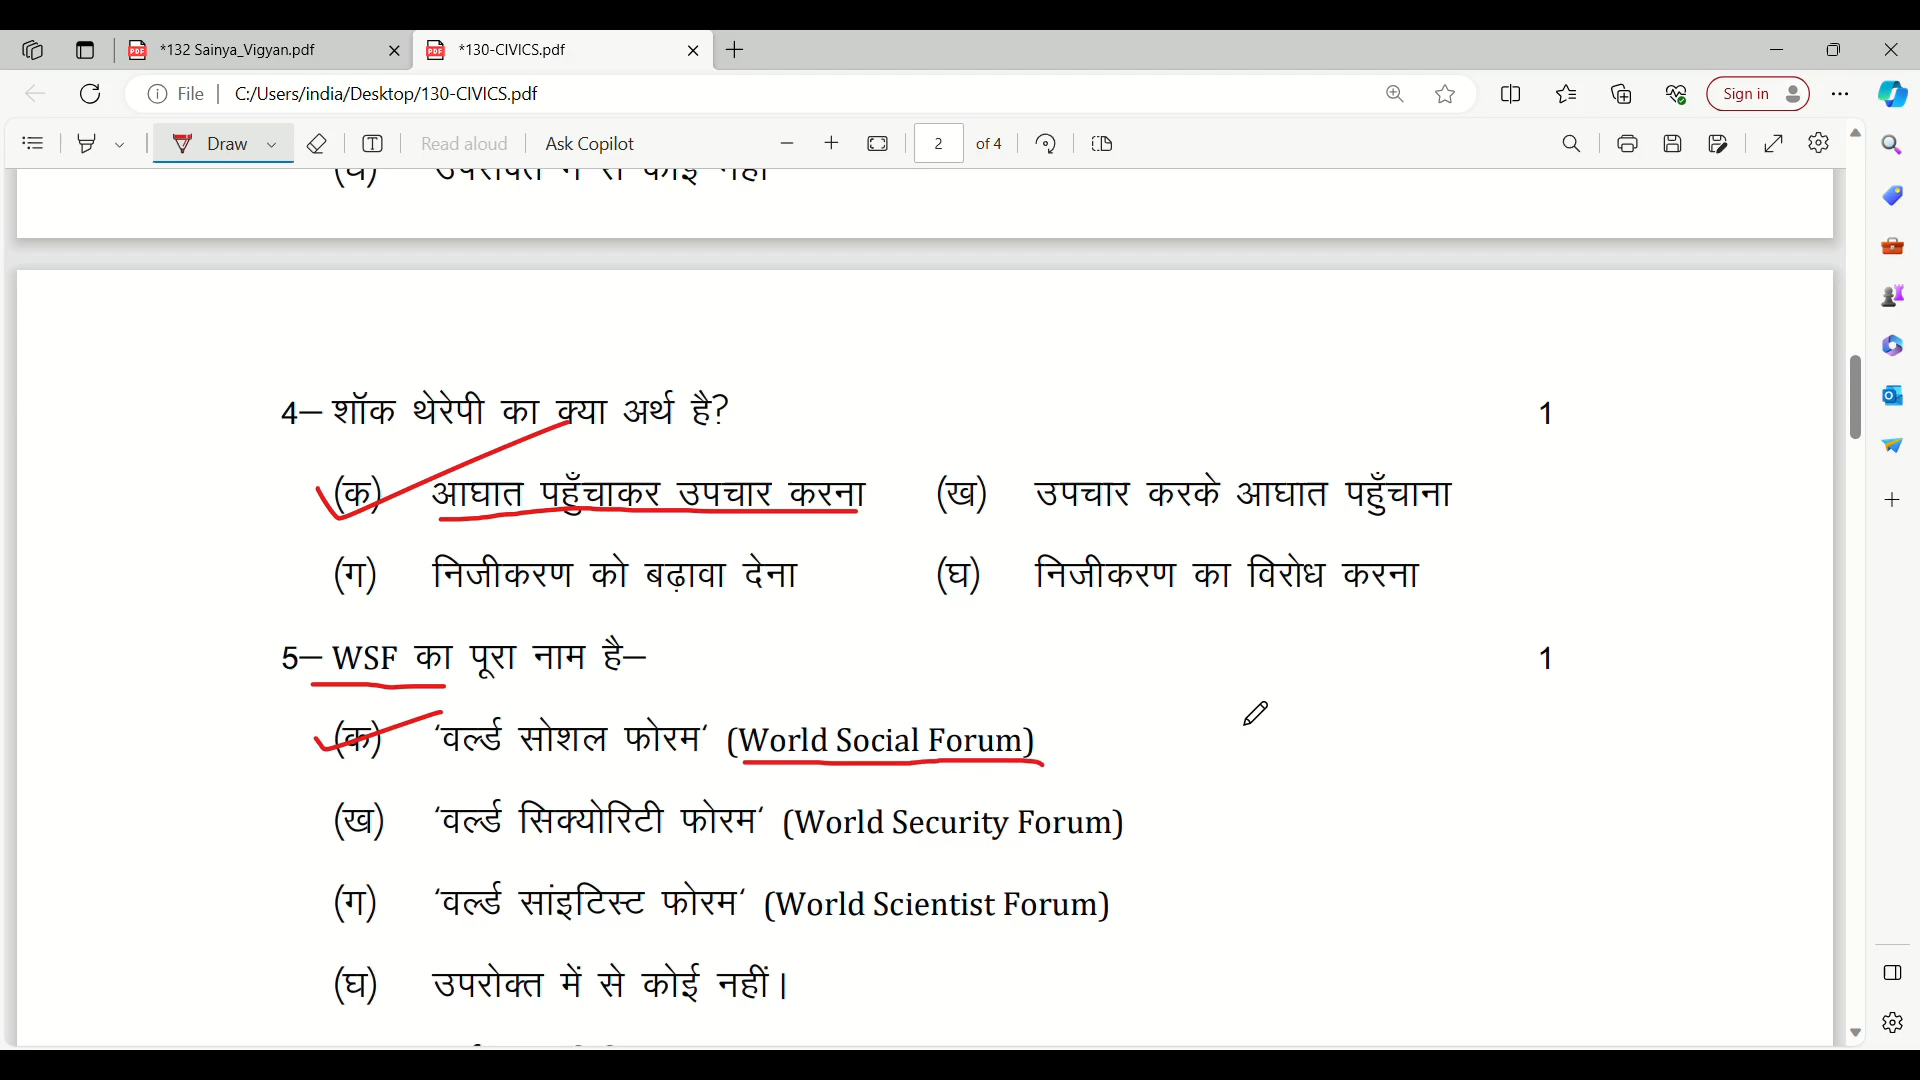 *132 Sainya_Vigyan.pdf
*130-CIVICS.pdf
File
C:/Users/india/Desktop/130-CIVICS.pdf
Sign in
Draw
Read aloud
Ask Copilot
2
of 4
(घ) उपरोक्त में से कोई नहीं
4– शॉक थेरेपी का क्या अर्थ है? 1
(क) आघात पहुँचाकर उपचार करना (ख) उपचार करके आघात पहुँचाना
(ग) निजीकरण को बढ़ावा देना (घ) निजीकरण का विरोध करना
5– WSF का पूरा नाम है– 1
(क) ‘वर्ल्ड सोशल फोरम‘ (World Social Forum)
(ख) ‘वर्ल्ड सिक्योरिटी फोरम‘ (World Security Forum)
(ग) ‘वर्ल्ड सांइटिस्ट फोरम‘ (World Scientist Forum)
(घ) उपरोक्त में से कोई नहीं।